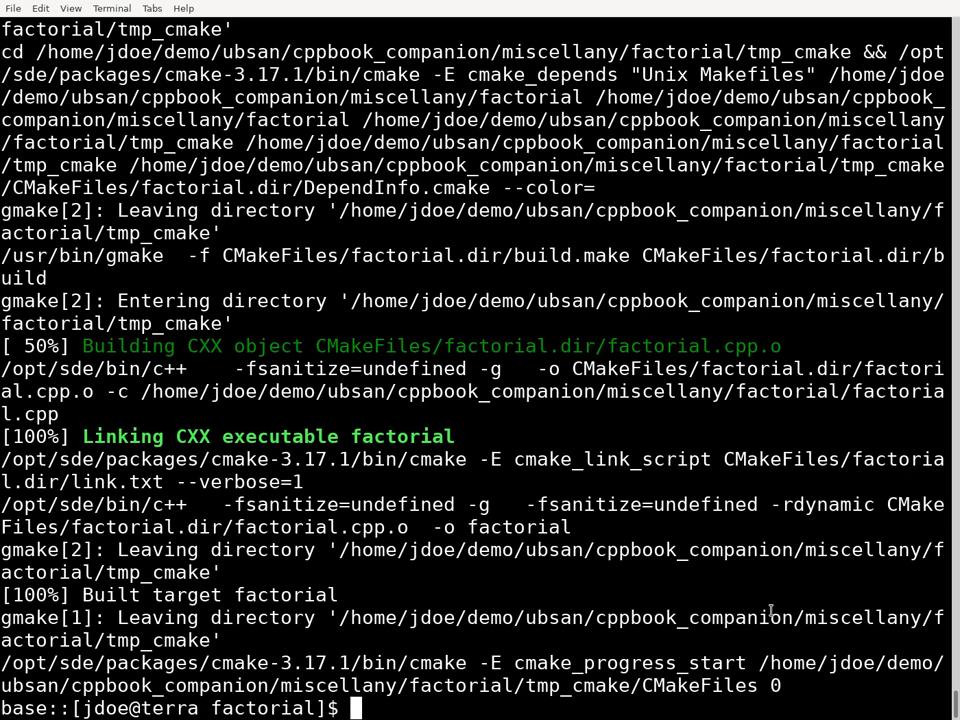 File Edit View Terminal Tabs Help
factorial/tmp_cmake'
cd /home/jdoe/demo/ubsan/cppbook_companion/miscellany/factorial/tmp_cmake && /opt
/sde/packages/cmake-3.17.1/bin/cmake -E cmake_depends "Unix Makefiles" /home/jdoe
/demo/ubsan/cppbook_companion/miscellany/factorial /home/jdoe/demo/ubsan/cppbook_
companion/miscellany/factorial /home/jdoe/demo/ubsan/cppbook_companion/miscellany
/factorial/tmp_cmake /home/jdoe/demo/ubsan/cppbook_companion/miscellany/factorial
/tmp_cmake /home/jdoe/demo/ubsan/cppbook_companion/miscellany/factorial/tmp_cmake
/CMakeFiles/factorial.dir/DependInfo.cmake --color=
gmake[2]: Leaving directory '/home/jdoe/demo/ubsan/cppbook_companion/miscellany/f
actorial/tmp_cmake'
/usr/bin/gmake  -f CMakeFiles/factorial.dir/build.make CMakeFiles/factorial.dir/b
uild
gmake[2]: Entering directory '/home/jdoe/demo/ubsan/cppbook_companion/miscellany/
factorial/tmp_cmake'
[ 50%] Building CXX object CMakeFiles/factorial.dir/factorial.cpp.o
/opt/sde/bin/c++    -fsanitize=undefined -g   -o CMakeFiles/factorial.dir/factori
al.cpp.o -c /home/jdoe/demo/ubsan/cppbook_companion/miscellany/factorial/factoria
l.cpp
[100%] Linking CXX executable factorial
/opt/sde/packages/cmake-3.17.1/bin/cmake -E cmake_link_script CMakeFiles/factoria
l.dir/link.txt --verbose=1
/opt/sde/bin/c++   -fsanitize=undefined -g   -fsanitize=undefined -rdynamic CMake
Files/factorial.dir/factorial.cpp.o  -o factorial
gmake[2]: Leaving directory '/home/jdoe/demo/ubsan/cppbook_companion/miscellany/f
actorial/tmp_cmake'
[100%] Built target factorial
gmake[1]: Leaving directory '/home/jdoe/demo/ubsan/cppbook_companion/miscellany/f
actorial/tmp_cmake'
/opt/sde/packages/cmake-3.17.1/bin/cmake -E cmake_progress_start /home/jdoe/demo/
ubsan/cppbook_companion/miscellany/factorial/tmp_cmake/CMakeFiles 0
base::[jdoe@terra factorial]$